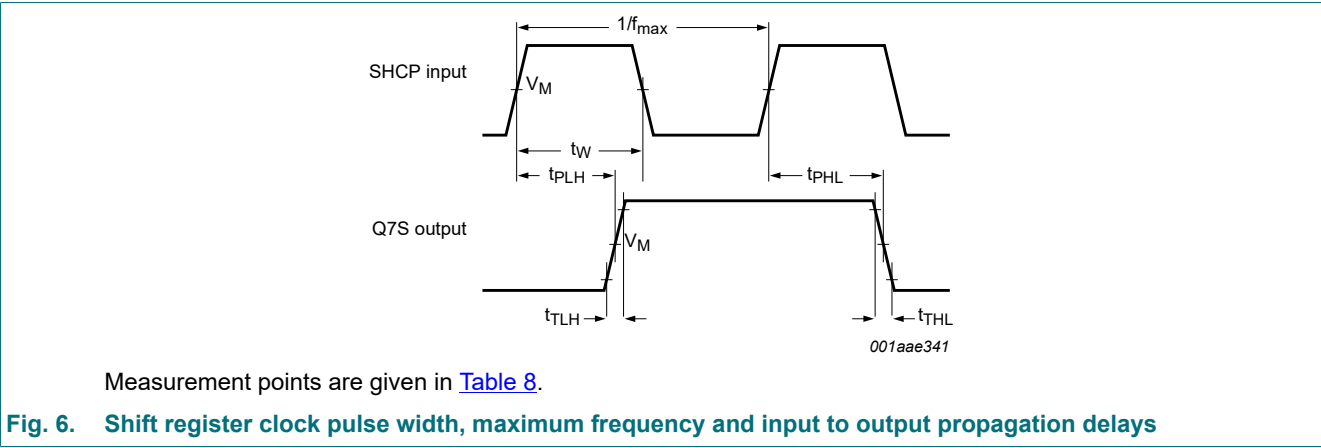 1/fmax
SHCP input
VM
tW
tPLH
tPHL
Q7S output
VM
tTLH
tTHL
001aae341
Measurement points are given in Table 8.
Fig. 6. Shift register clock pulse width, maximum frequency and input to output propagation delays